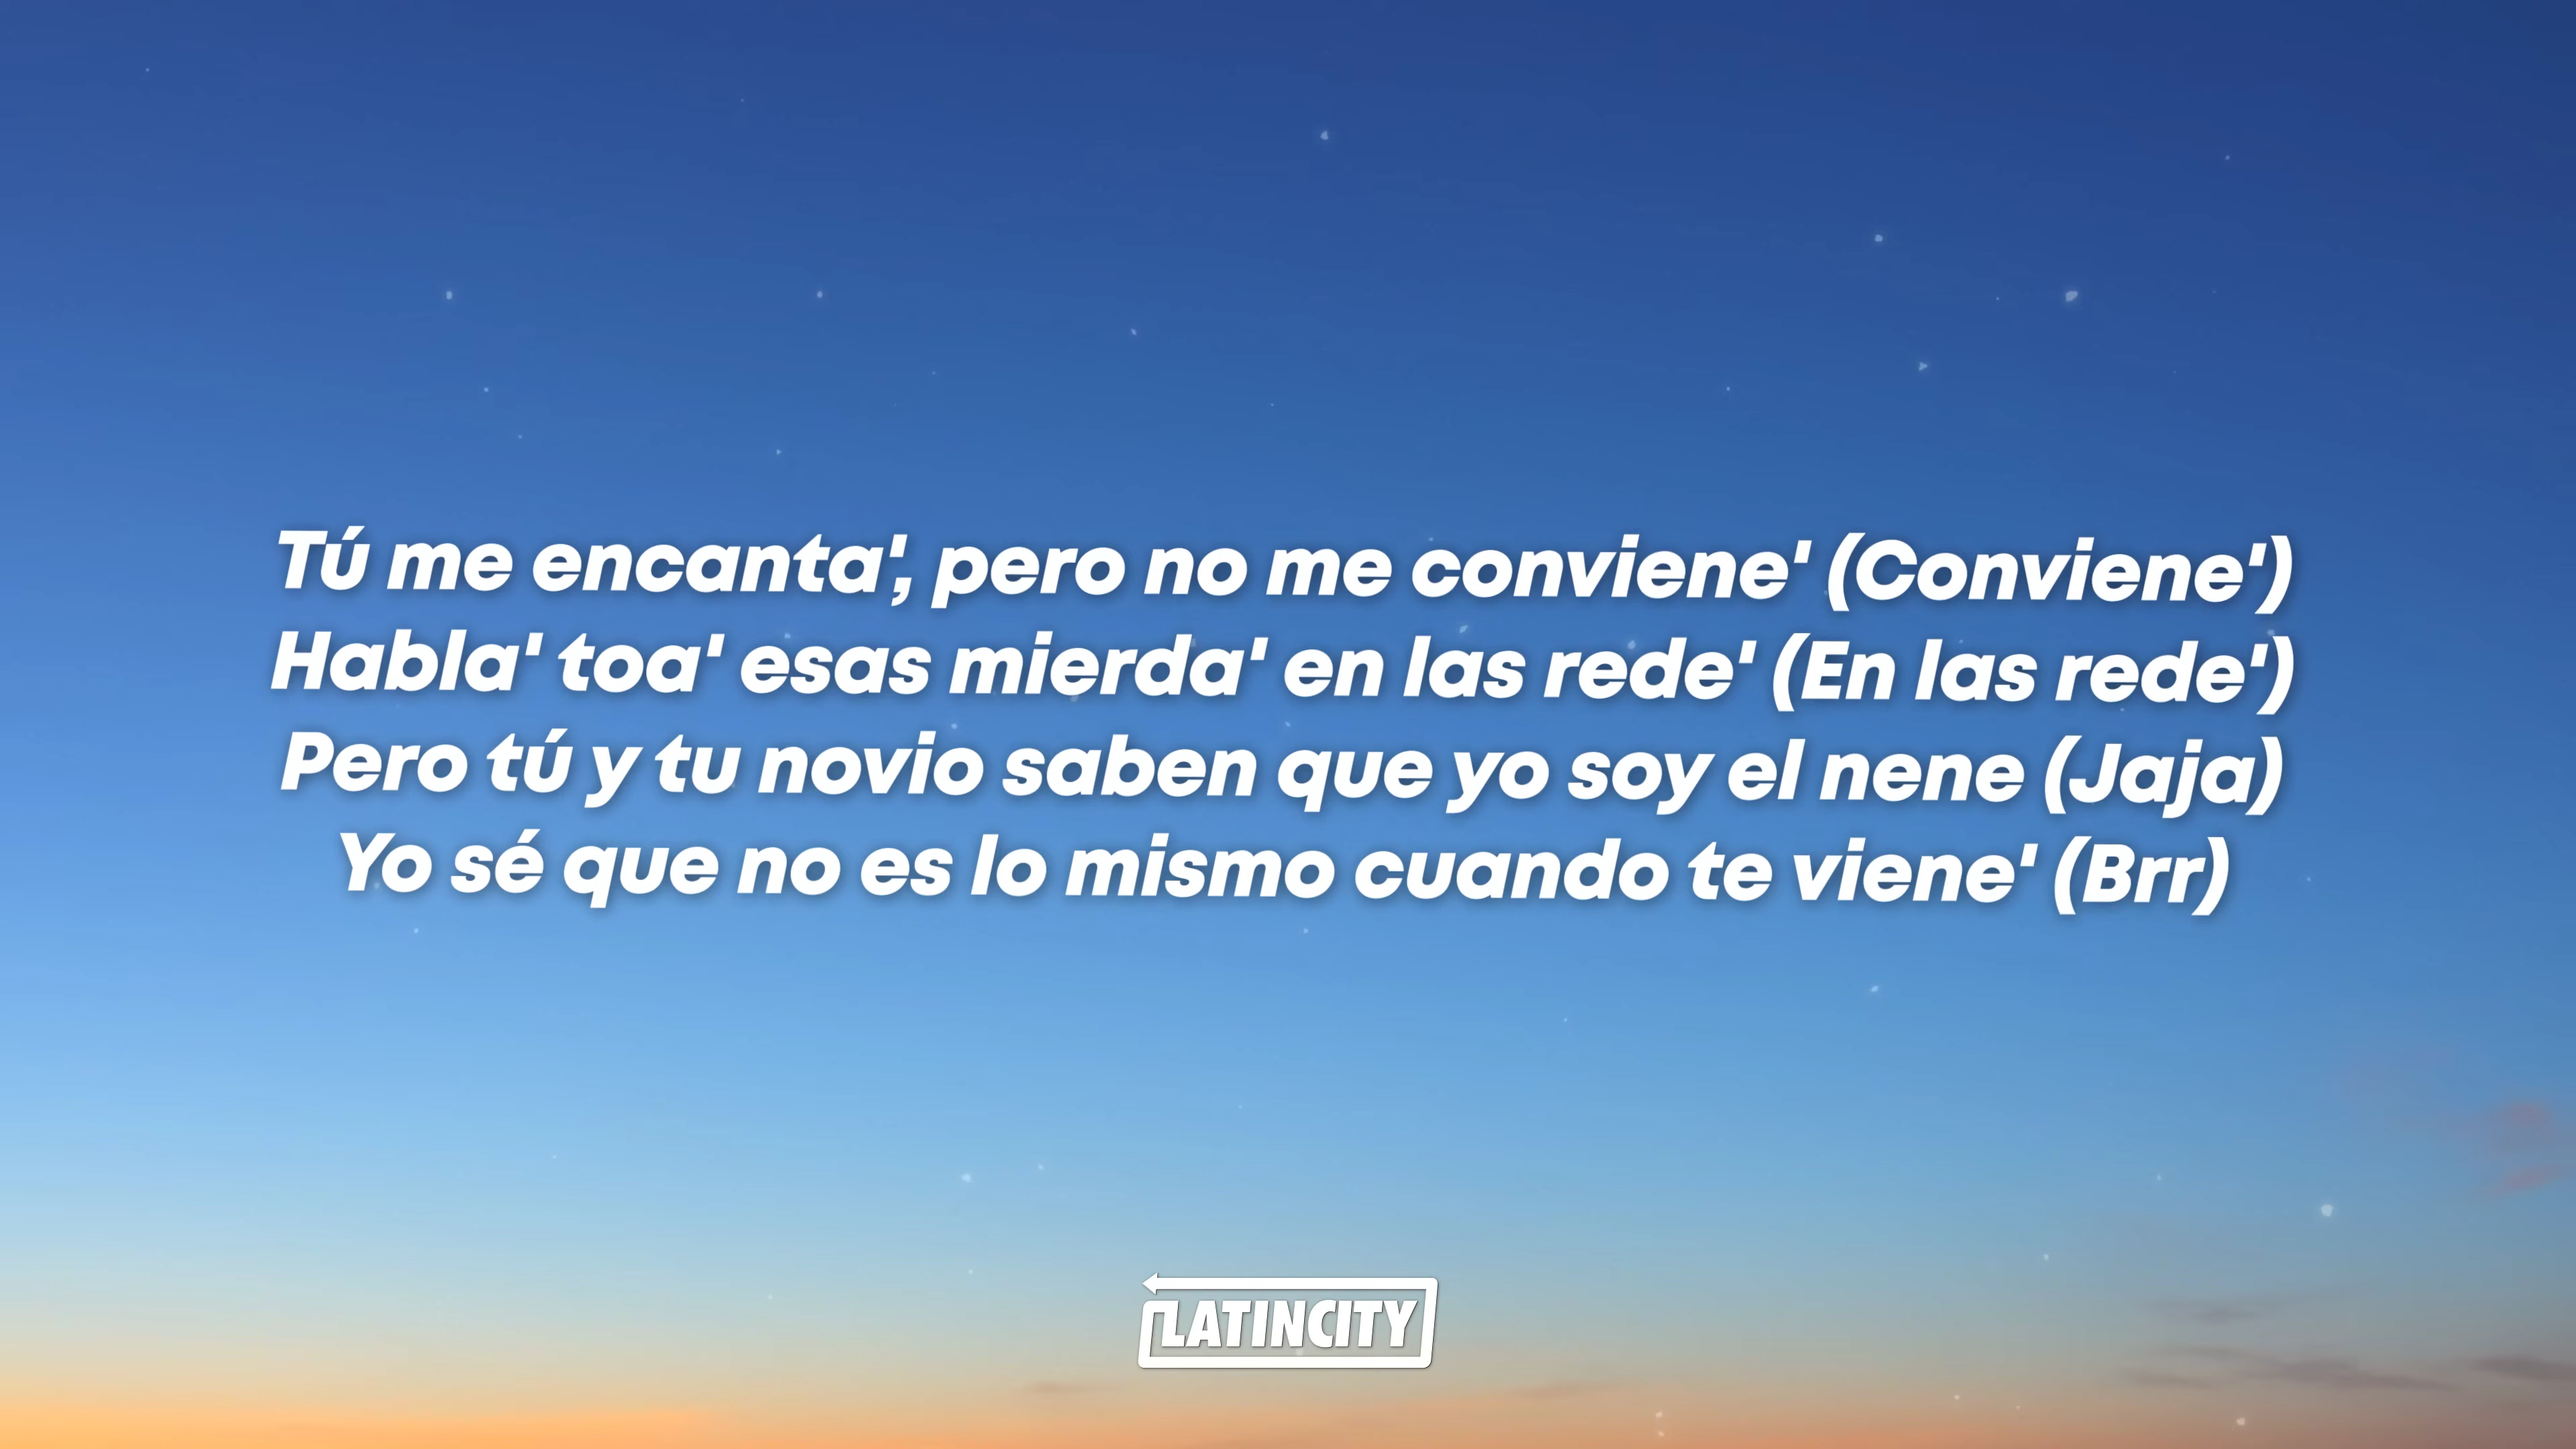 Tú me encanta', pero no me conviene' (Conviene')
Habla' toa' esas mierda' en las rede' (En las rede')
Pero tú y tu novio saben que yo soy el nene (Jaja)
Yo sé que no es lo mismo cuando te viene' (Brr)
LATINCITY